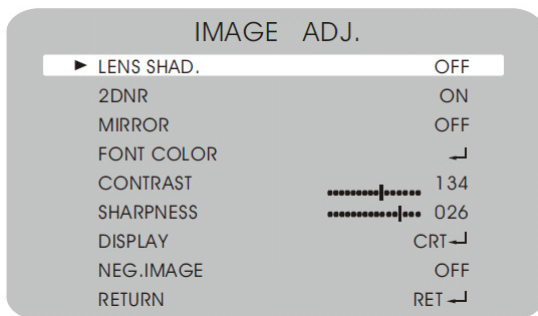 IMAGE ADJ.
► LENS SHAD. OFF
2DNR ON
MIRROR OFF
FONT COLOR ↵
CONTRAST 134
SHARPNESS 026
DISPLAY CRT↵
NEG.IMAGE OFF
RETURN RET ↵